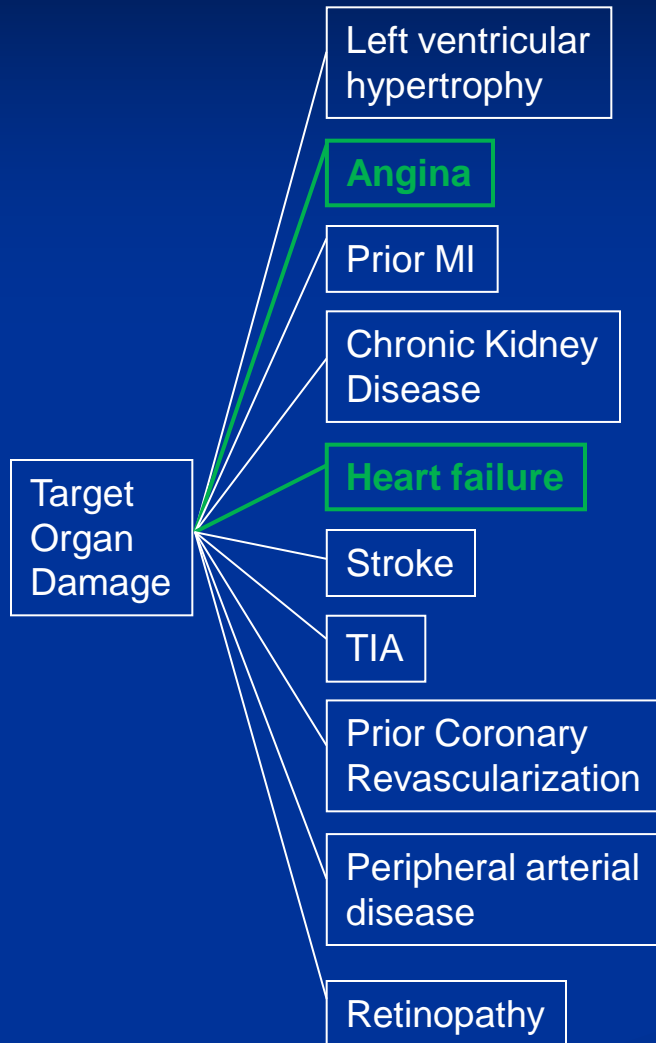 Left ventricular
hypertrophy
Angina
Prior MI
Chronic Kidney
Disease
Heart failure
Target
Organ
Damage
Stroke
TIA
Prior Coronary
Revascularization
Peripheral arterial
disease
Retinopathy